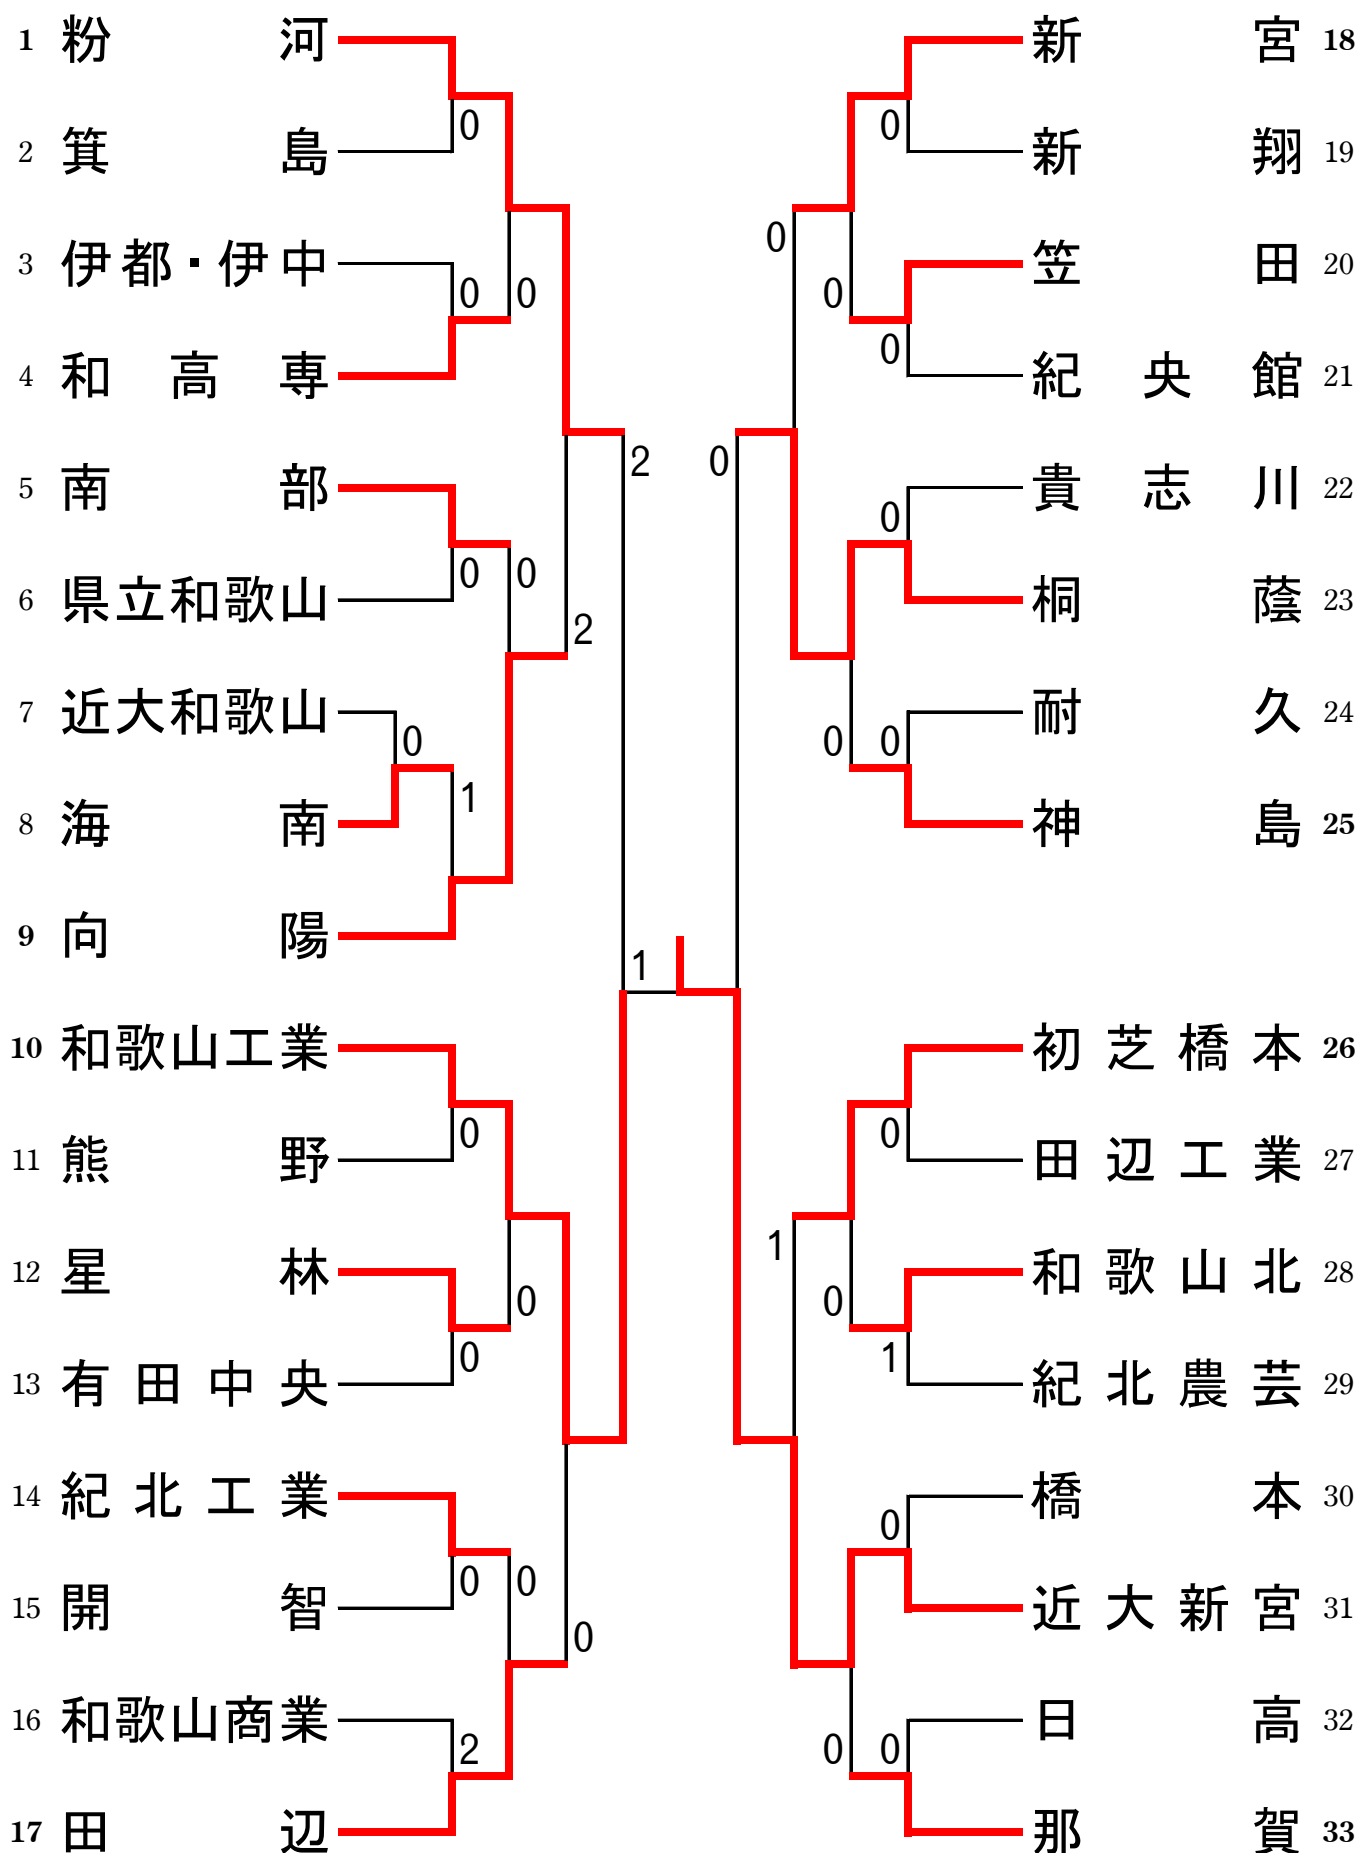 1 粉河
0
2 箕島
3 伊都・伊中
0 0
4 和高専
5 南部
2
0 0
6 県立和歌山
2
7 近大和歌山
0
1
8 海南
9 向陽
1
10 和歌山工業
0
11 熊野
12 星林
0
0
13 有田中央
14 紀北工業
0 0
15 開智
0
16 和歌山商業
2
17 田辺
新宮 18
0
新翔 19
0
笠田 20
0
0
紀央館 21
0
貴志川 22
0
桐蔭 23
耐久 24
0 0
神島 25
初芝橋本 26
0
田辺工業 27
1
和歌山北 28
0
1
紀北農芸 29
橋本 30
0
近大新宮 31
日高 32
0 0
那賀 33